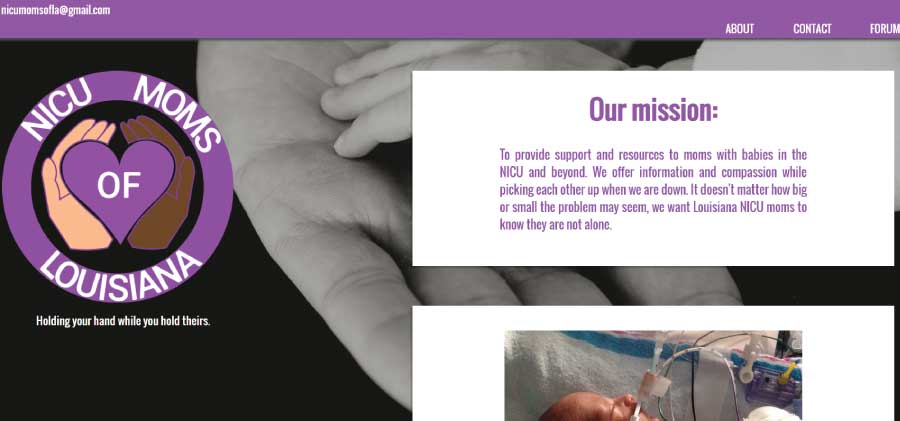 nicumomsofla@gmail.com
ABOUT CONTACT FORUM
NICU MOMS
OF
LOUISIANA
Holding your hand while you hold theirs.
Our mission:
To provide support and resources to moms with babies in the
NICU and beyond. We offer information and compassion while
picking each other up when we are down. It doesn't matter how big
or small the problem may seem, we want Louisiana NICU moms to
know they are not alone.